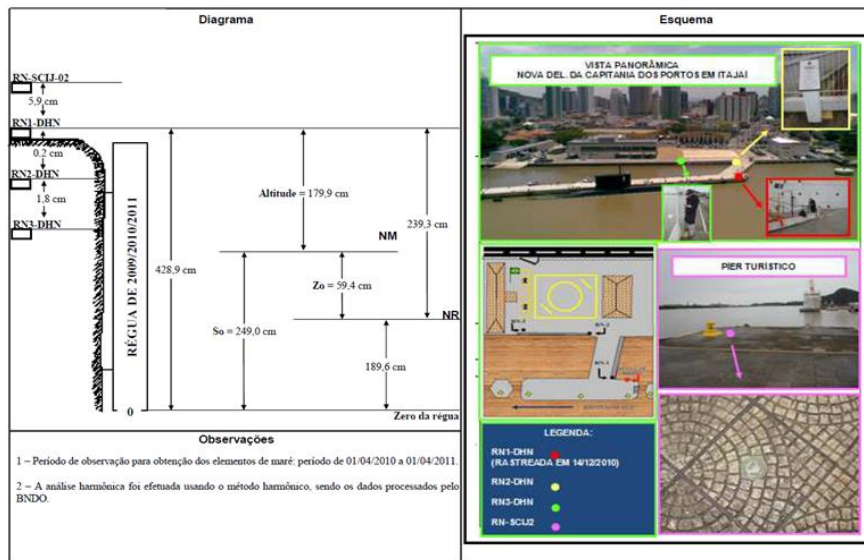 Diagrama
RN-SCIJ-02
5,9 cm
RN1-DHN
0,2 cm
RN2-DHN
1,8 cm
RN3-DHN
RÉGUA DE 2009/2010/2011
0
428,9 cm
Altitude = 179,9 cm
239,3 cm
NM
Zo = 59,4 cm
So = 249,0 cm
NR
189,6 cm
Zero da régua
Observações
1 – Período de observação para obtenção dos elementos de maré: período de 01/04/2010 a 01/04/2011.
2 – A análise harmônica foi efetuada usando o método harmônico, sendo os dados processados pelo
BNDO.
Esquema
VISTA PANORÂMICA
NOVA DEL. DA CAPITANIA DOS PORTOS EM ITAJAÍ
PÍER TURÍSTICO
LEGENDA:
RN1-DHN
(RASTREADA EM 14/12/2010)
RN2-DHN
RN3-DHN
RN-SCIJ2